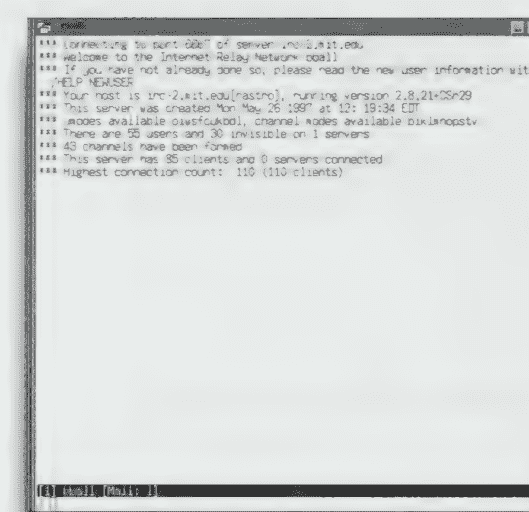 *** Connecting to port 6667 of server irc-2.mit.edu
*** Welcome to the Internet Relay Network
*** If you have not already done so, please read the new user information wit
/HELP NEWUSER
*** Your host is irc-2.mit.edu[rastro], running version 2.8.21+CSr29
*** This server was created Mon May 26 1997 at 12: 19:34 EDT
*** modes available channel modes available
*** There are 55 users and 30 invisible on 1 servers
*** 43 channels have been formed
*** This server has 85 clients and 0 servers connected
*** Highest connection count: 110 (110 clients)
[1] [Mail: 1]